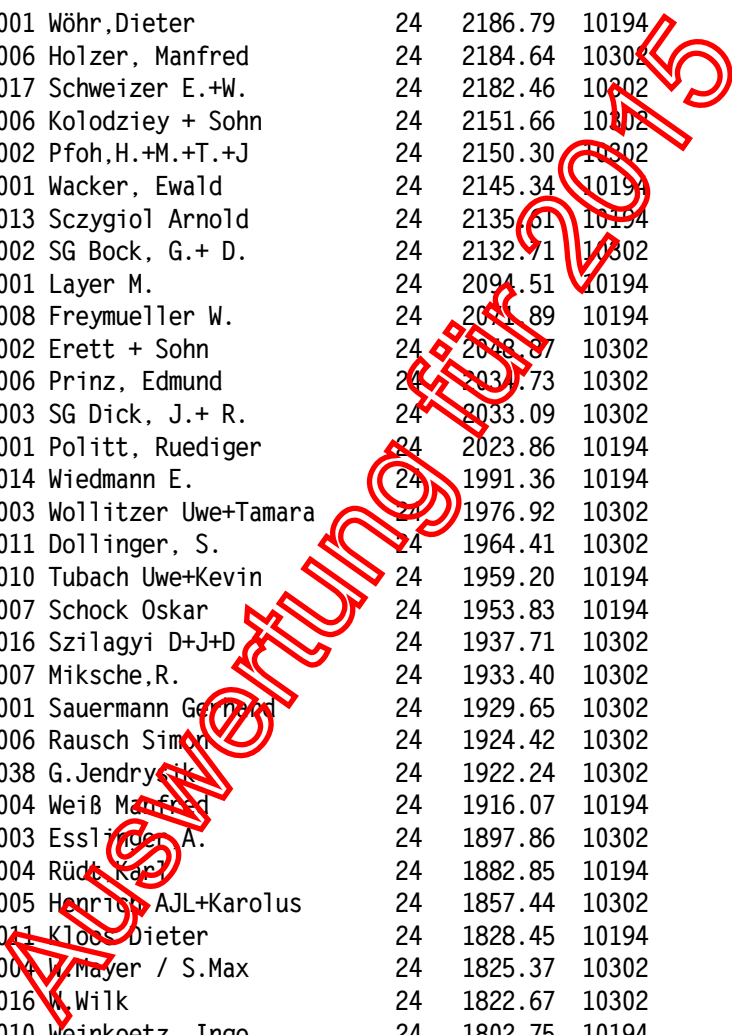 001 Wöhr,Dieter 24 2186.79 10194
006 Holzer, Manfred 24 2184.64 10302
017 Schweizer E.+W. 24 2182.46 10302
006 Kolodziey + Sohn 24 2151.66 10302
002 Pfoh,H.+M.+T.+J 24 2150.30 10302
001 Wacker, Ewald 24 2145.34 10194
013 Sczygiol Arnold 24 2135.61 10194
002 SG Bock, G.+ D. 24 2132.71 10302
001 Layer M. 24 2094.51 10194
008 Freymueller W. 24 2071.89 10194
002 Erett + Sohn 24 2048.87 10302
006 Prinz, Edmund 24 2034.73 10302
003 SG Dick, J.+ R. 24 2033.09 10302
001 Politt, Ruediger 24 2023.86 10194
014 Wiedmann E. 24 1991.36 10194
003 Wollitzer Uwe+Tamara 24 1976.92 10302
011 Dollinger, S. 24 1964.41 10302
010 Tubach Uwe+Kevin 24 1959.20 10194
007 Schock Oskar 24 1953.83 10194
016 Szilagyi D+J+D 24 1937.71 10302
007 Miksche,R. 24 1933.40 10302
001 Sauermann Gerhard 24 1929.65 10302
006 Rausch Simon 24 1924.42 10302
038 G.Jendrysik 24 1922.24 10302
004 Weiß Manfred 24 1916.07 10194
003 Esslinger,A. 24 1897.86 10302
004 Rüdt,Karl 24 1882.85 10194
005 Henrich AJL+Karolus 24 1857.44 10302
011 Kloos Dieter 24 1828.45 10194
004 W.Mayer / S.Max 24 1825.37 10302
016 W.Wilk 24 1822.67 10302
010 Weinkoetz, Ingo 24 1802.75 10194
Auswertung für 2015